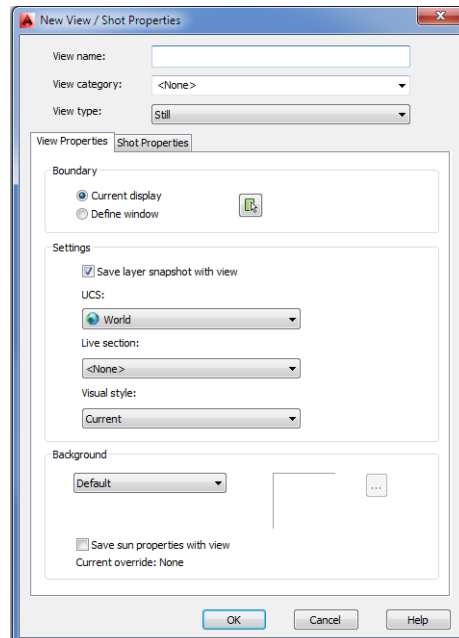 New View / Shot Properties
View name:
View category: <None>
View type: Still
View Properties Shot Properties
Boundary
Current display
Define window
Settings
Save layer snapshot with view
UCS:
World
Live section:
<None>
Visual style:
Current
Background
Default ...
Save sun properties with view
Current override: None
OK Cancel Help